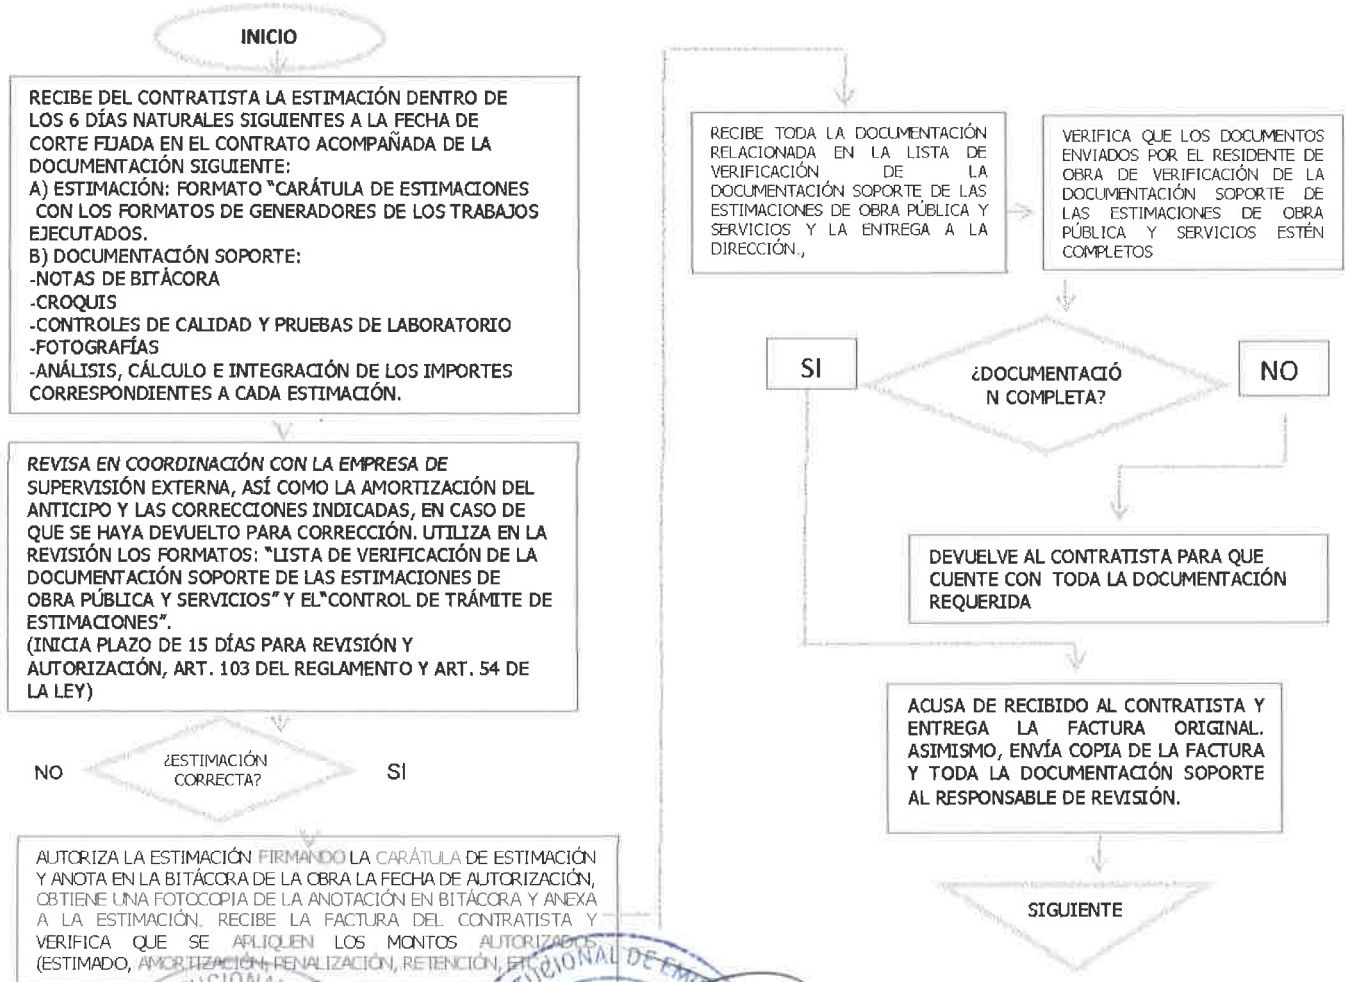 INICIO
RECIBE DEL CONTRATISTA LA ESTIMACIÓN DENTRO DE
LOS 6 DÍAS NATURALES SIGUIENTES A LA FECHA DE
CORTE FIJADA EN EL CONTRATO ACOMPAÑADA DE LA
DOCUMENTACIÓN SIGUIENTE:
A) ESTIMACIÓN: FORMATO "CARÁTULA DE ESTIMACIONES
CON LOS FORMATOS DE GENERADORES DE LOS TRABAJOS
EJECUTADOS.
B) DOCUMENTACIÓN SOPORTE:
-NOTAS DE BITÁCORA
-CROQUIS
-CONTROLES DE CALIDAD Y PRUEBAS DE LABORATORIO
-FOTOGRAFÍAS
-ANÁLISIS, CÁLCULO E INTEGRACIÓN DE LOS IMPORTES
CORRESPONDIENTES A CADA ESTIMACIÓN.
REVISA EN COORDINACIÓN CON LA EMPRESA DE
SUPERVISIÓN EXTERNA, ASÍ COMO LA AMORTIZACIÓN DEL
ANTICIPO Y LAS CORRECCIONES INDICADAS, EN CASO DE
QUE SE HAYA DEVUELTO PARA CORRECCIÓN. UTILIZA EN LA
REVISIÓN LOS FORMATOS: "LISTA DE VERIFICACIÓN DE LA
DOCUMENTACIÓN SOPORTE DE LAS ESTIMACIONES DE
OBRA PÚBLICA Y SERVICIOS" Y EL"CONTROL DE TRÁMITE DE
ESTIMACIONES".
(INICIA PLAZO DE 15 DÍAS PARA REVISIÓN Y
AUTORIZACIÓN, ART. 103 DEL REGLAMENTO Y ART. 54 DE
LA LEY)
NO
¿ESTIMACIÓN
CORRECTA?
SI
AUTORIZA LA ESTIMACIÓN FIRMANDO LA CARÁTULA DE ESTIMACIÓN
Y ANOTA EN LA BITÁCORA DE LA OBRA LA FECHA DE AUTORIZACIÓN,
OBTIENE UNA FOTOCOPIA DE LA ANOTACIÓN EN BITÁCORA Y ANEXA
A LA ESTIMACIÓN. RECIBE LA FACTURA DEL CONTRATISTA Y
VERIFICA QUE SE APLIQUEN LOS MONTOS AUTORIZADOS
(ESTIMADO, AMORTIZACIÓN, PENALIZACIÓN, RETENCIÓN,
RECIBE TODA LA DOCUMENTACIÓN
RELACIONADA EN LA LISTA DE
VERIFICACIÓN DE LA
DOCUMENTACIÓN SOPORTE DE LAS
ESTIMACIONES DE OBRA PÚBLICA Y
SERVICIOS Y LA ENTREGA A LA
DIRECCIÓN.,
VERIFICA QUE LOS DOCUMENTOS
ENVIADOS POR EL RESIDENTE DE
OBRA DE VERIFICACIÓN DE LA
DOCUMENTACIÓN SOPORTE DE
LAS ESTIMACIONES DE OBRA
PÚBLICA Y SERVICIOS ESTÉN
COMPLETOS
SI
¿DOCUMENTACIÓ
N COMPLETA?
NO
DEVUELVE AL CONTRATISTA PARA QUE
CUENTE CON TODA LA DOCUMENTACIÓN
REQUERIDA
ACUSA DE RECIBIDO AL CONTRATISTA Y
ENTREGA LA FACTURA ORIGINAL.
ASIMISMO, ENVÍA COPIA DE LA FACTURA
Y TODA LA DOCUMENTACIÓN SOPORTE
AL RESPONSABLE DE REVISIÓN.
SIGUIENTE